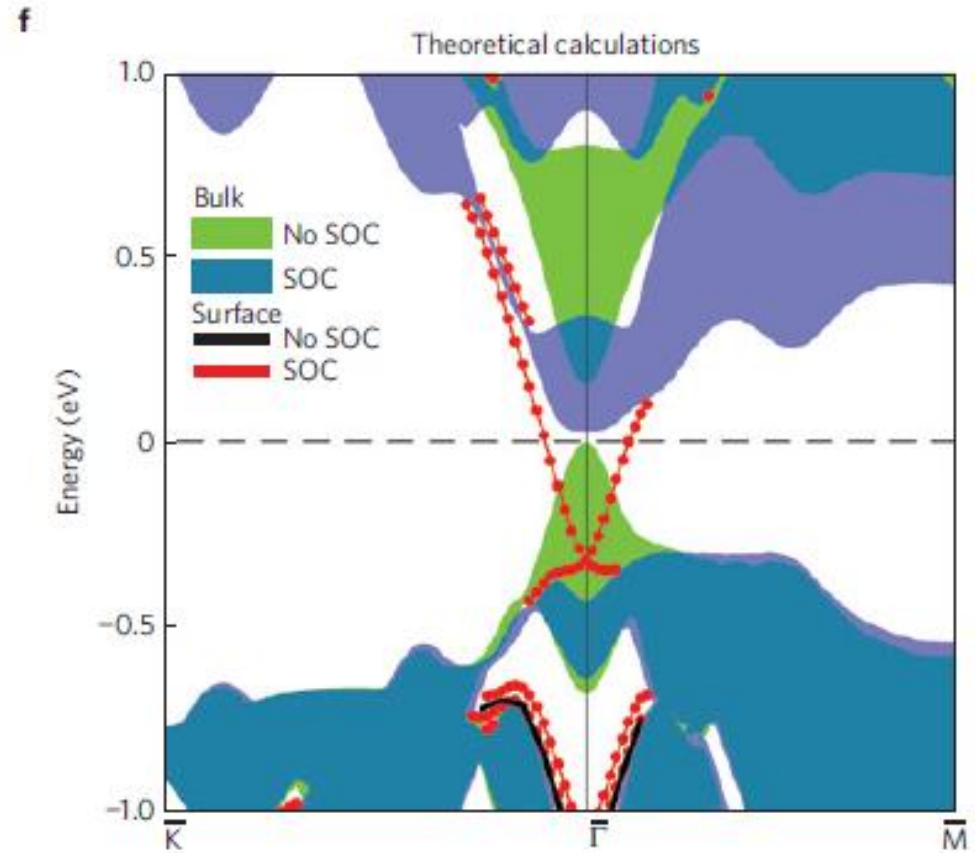 f
Theoretical calculations
1.0
0.5
0
−0.5
−1.0
Energy (eV)
Bulk
No SOC
SOC
Surface
No SOC
SOC
K̅
Γ̅
M̅